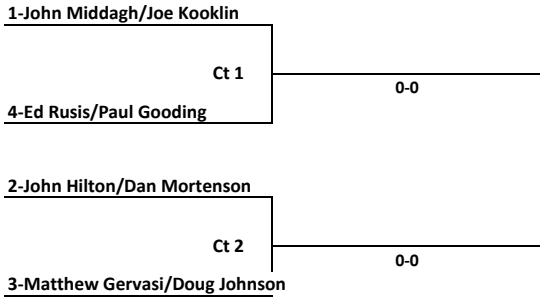 1-John Middagh/Joe Kooklin
Ct 1
0-0
4-Ed Rusis/Paul Gooding
2-John Hilton/Dan Mortenson
Ct 2
0-0
3-Matthew Gervasi/Doug Johnson